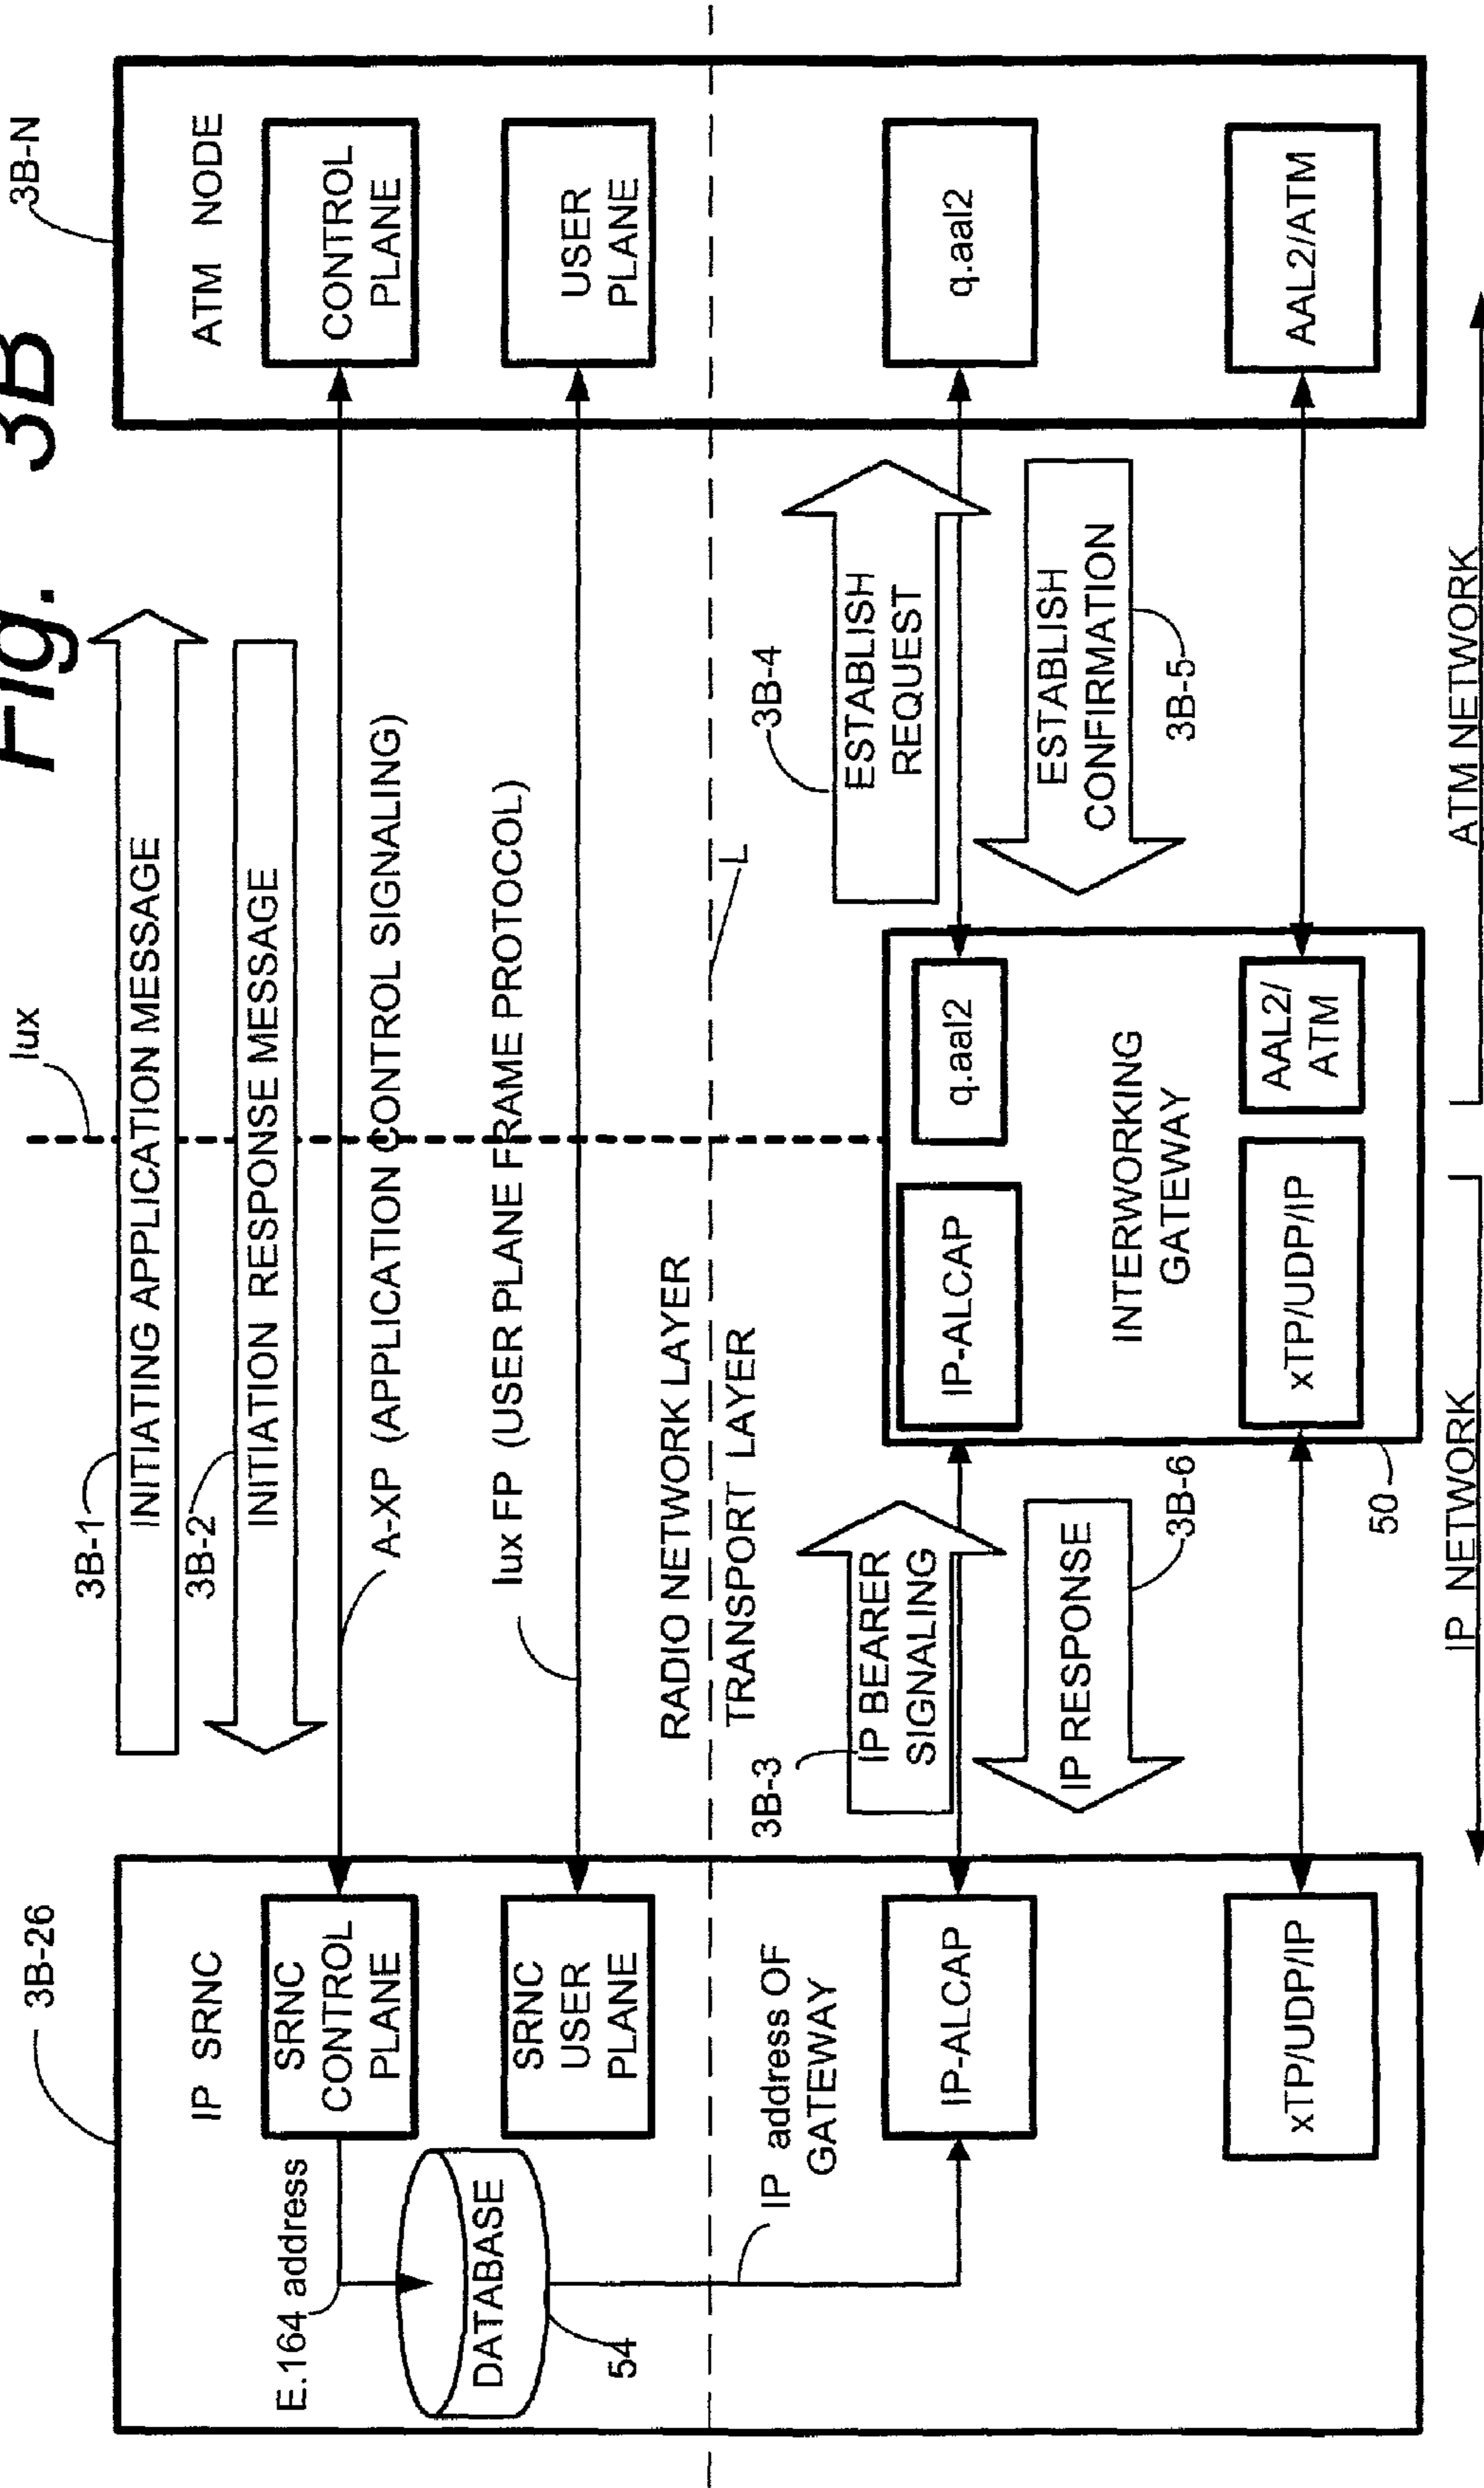 Fig. 3B
Iux
3B-1
INITIATING APPLICATION MESSAGE
3B-2
INITIATION RESPONSE MESSAGE
3B-26
IP SRNC
SRNC
CONTROL
PLANE
E.164 address
DATABASE
54
SRNC
USER
PLANE
A-XP (APPLICATION CONTROL SIGNALING)
Iux FP (USER PLANE FRAME PROTOCOL)
3B-N
ATM NODE
CONTROL
PLANE
USER
PLANE
RADIO NETWORK LAYER
TRANSPORT LAYER
L
IP address OF
GATEWAY
IP-ALCAP
xTP/UDP/IP
3B-3
IP BEARER
SIGNALING
IP RESPONSE
3B-6
IP-ALCAP
q.aal2
INTERWORKING
GATEWAY
xTP/UDP/IP
AAL2/
ATM
50
3B-4
ESTABLISH
REQUEST
ESTABLISH
CONFIRMATION
3B-5
q.aal2
AAL2/ATM
IP NETWORK
ATM NETWORK